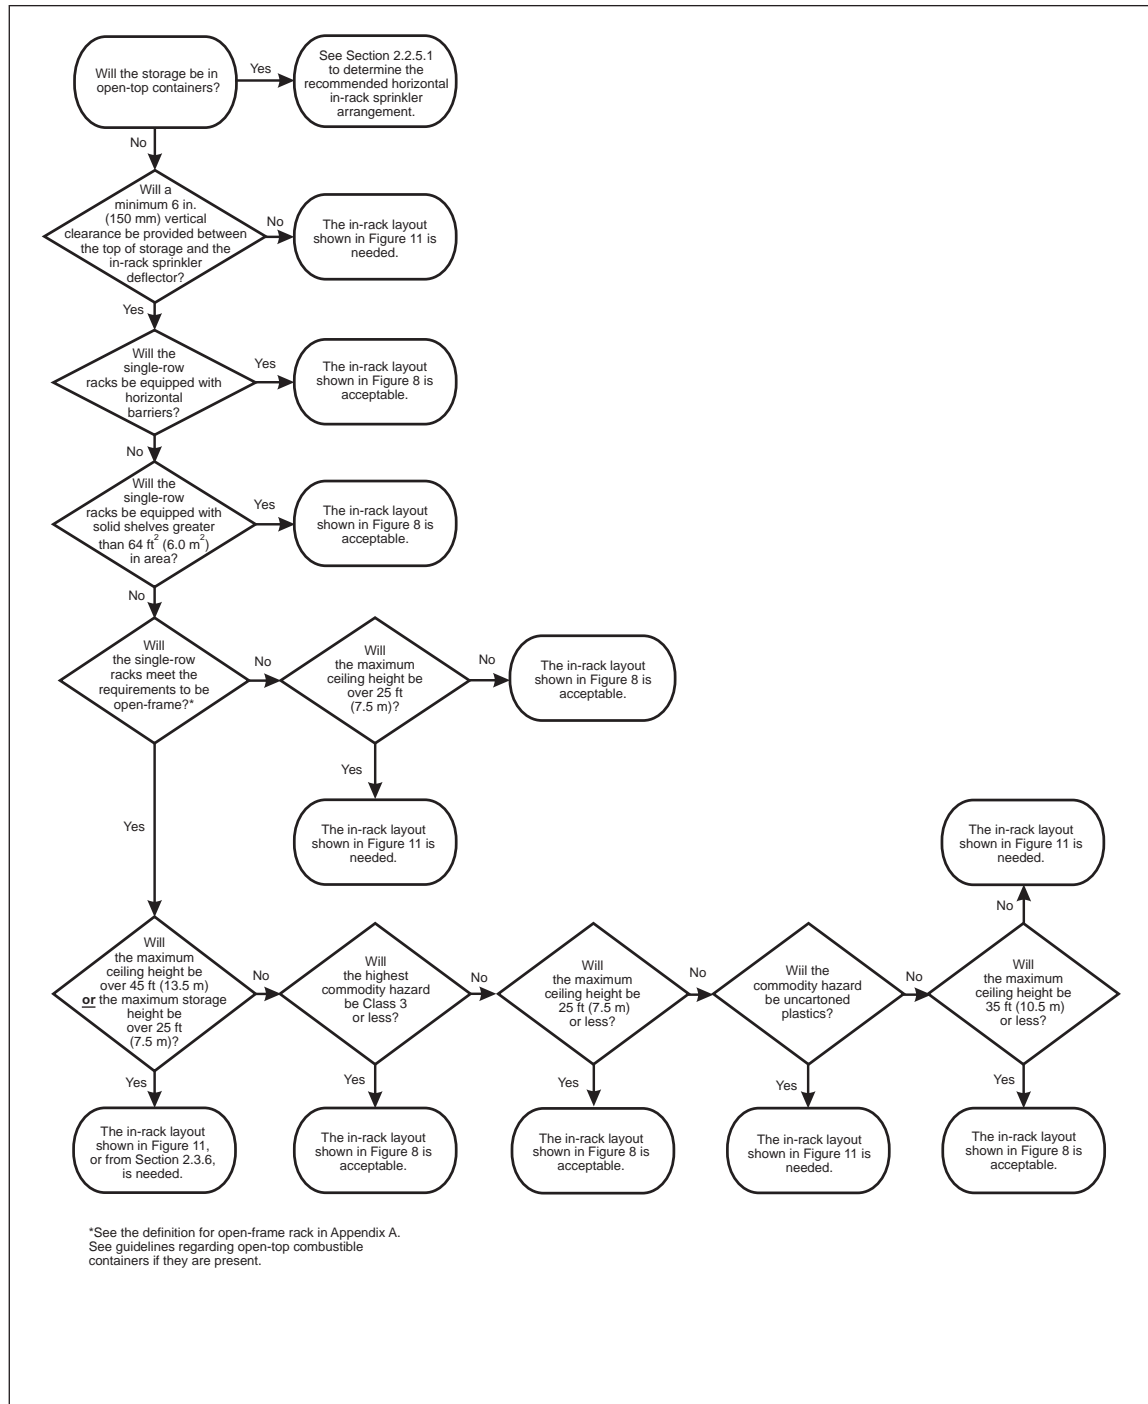 Will the storage be in
open-top containers?
Yes
See Section 2.2.5.1
to determine the
recommended horizontal
in-rack sprinkler
arrangement.
No
Will a
minimum 6 in.
(150 mm) vertical
clearance be provided between
the top of storage and the
in-rack sprinkler
deflector?
No
The in-rack layout
shown in Figure 11 is
needed.
Yes
Will the
single-row
racks be equipped with
horizontal
barriers?
Yes
The in-rack layout
shown in Figure 8 is
acceptable.
No
Will the
single-row
racks be equipped with
solid shelves greater
than 64 ft² (6.0 m²)
in area?
Yes
The in-rack layout
shown in Figure 8 is
acceptable.
No
Will
the single-row
racks meet the
requirements to be
open-frame?*
No
Will
the maximum
ceiling height be
over 25 ft
(7.5 m)?
No
The in-rack layout
shown in Figure 8 is
acceptable.
Yes
The in-rack layout
shown in Figure 11 is
needed.
Yes
Will
the maximum
ceiling height be
over 45 ft (13.5 m)
or the maximum storage
height be
over 25 ft
(7.5 m)?
No
Will
the highest
commodity hazard
be Class 3
or less?
No
Will
the maximum
ceiling height be
25 ft (7.5 m)
or less?
No
Will the
commodity hazard
be uncartoned
plastics?
No
Will
the maximum
ceiling height be
35 ft (10.5 m)
or less?
No
The in-rack layout
shown in Figure 11 is
needed.
Yes
The in-rack layout
shown in Figure 11,
or from Section 2.3.6,
is needed.
Yes
The in-rack layout
shown in Figure 8 is
acceptable.
Yes
The in-rack layout
shown in Figure 8 is
acceptable.
Yes
The in-rack layout
shown in Figure 11 is
needed.
Yes
The in-rack layout
shown in Figure 8 is
acceptable.
*See the definition for open-frame rack in Appendix A.
See guidelines regarding open-top combustible
containers if they are present.